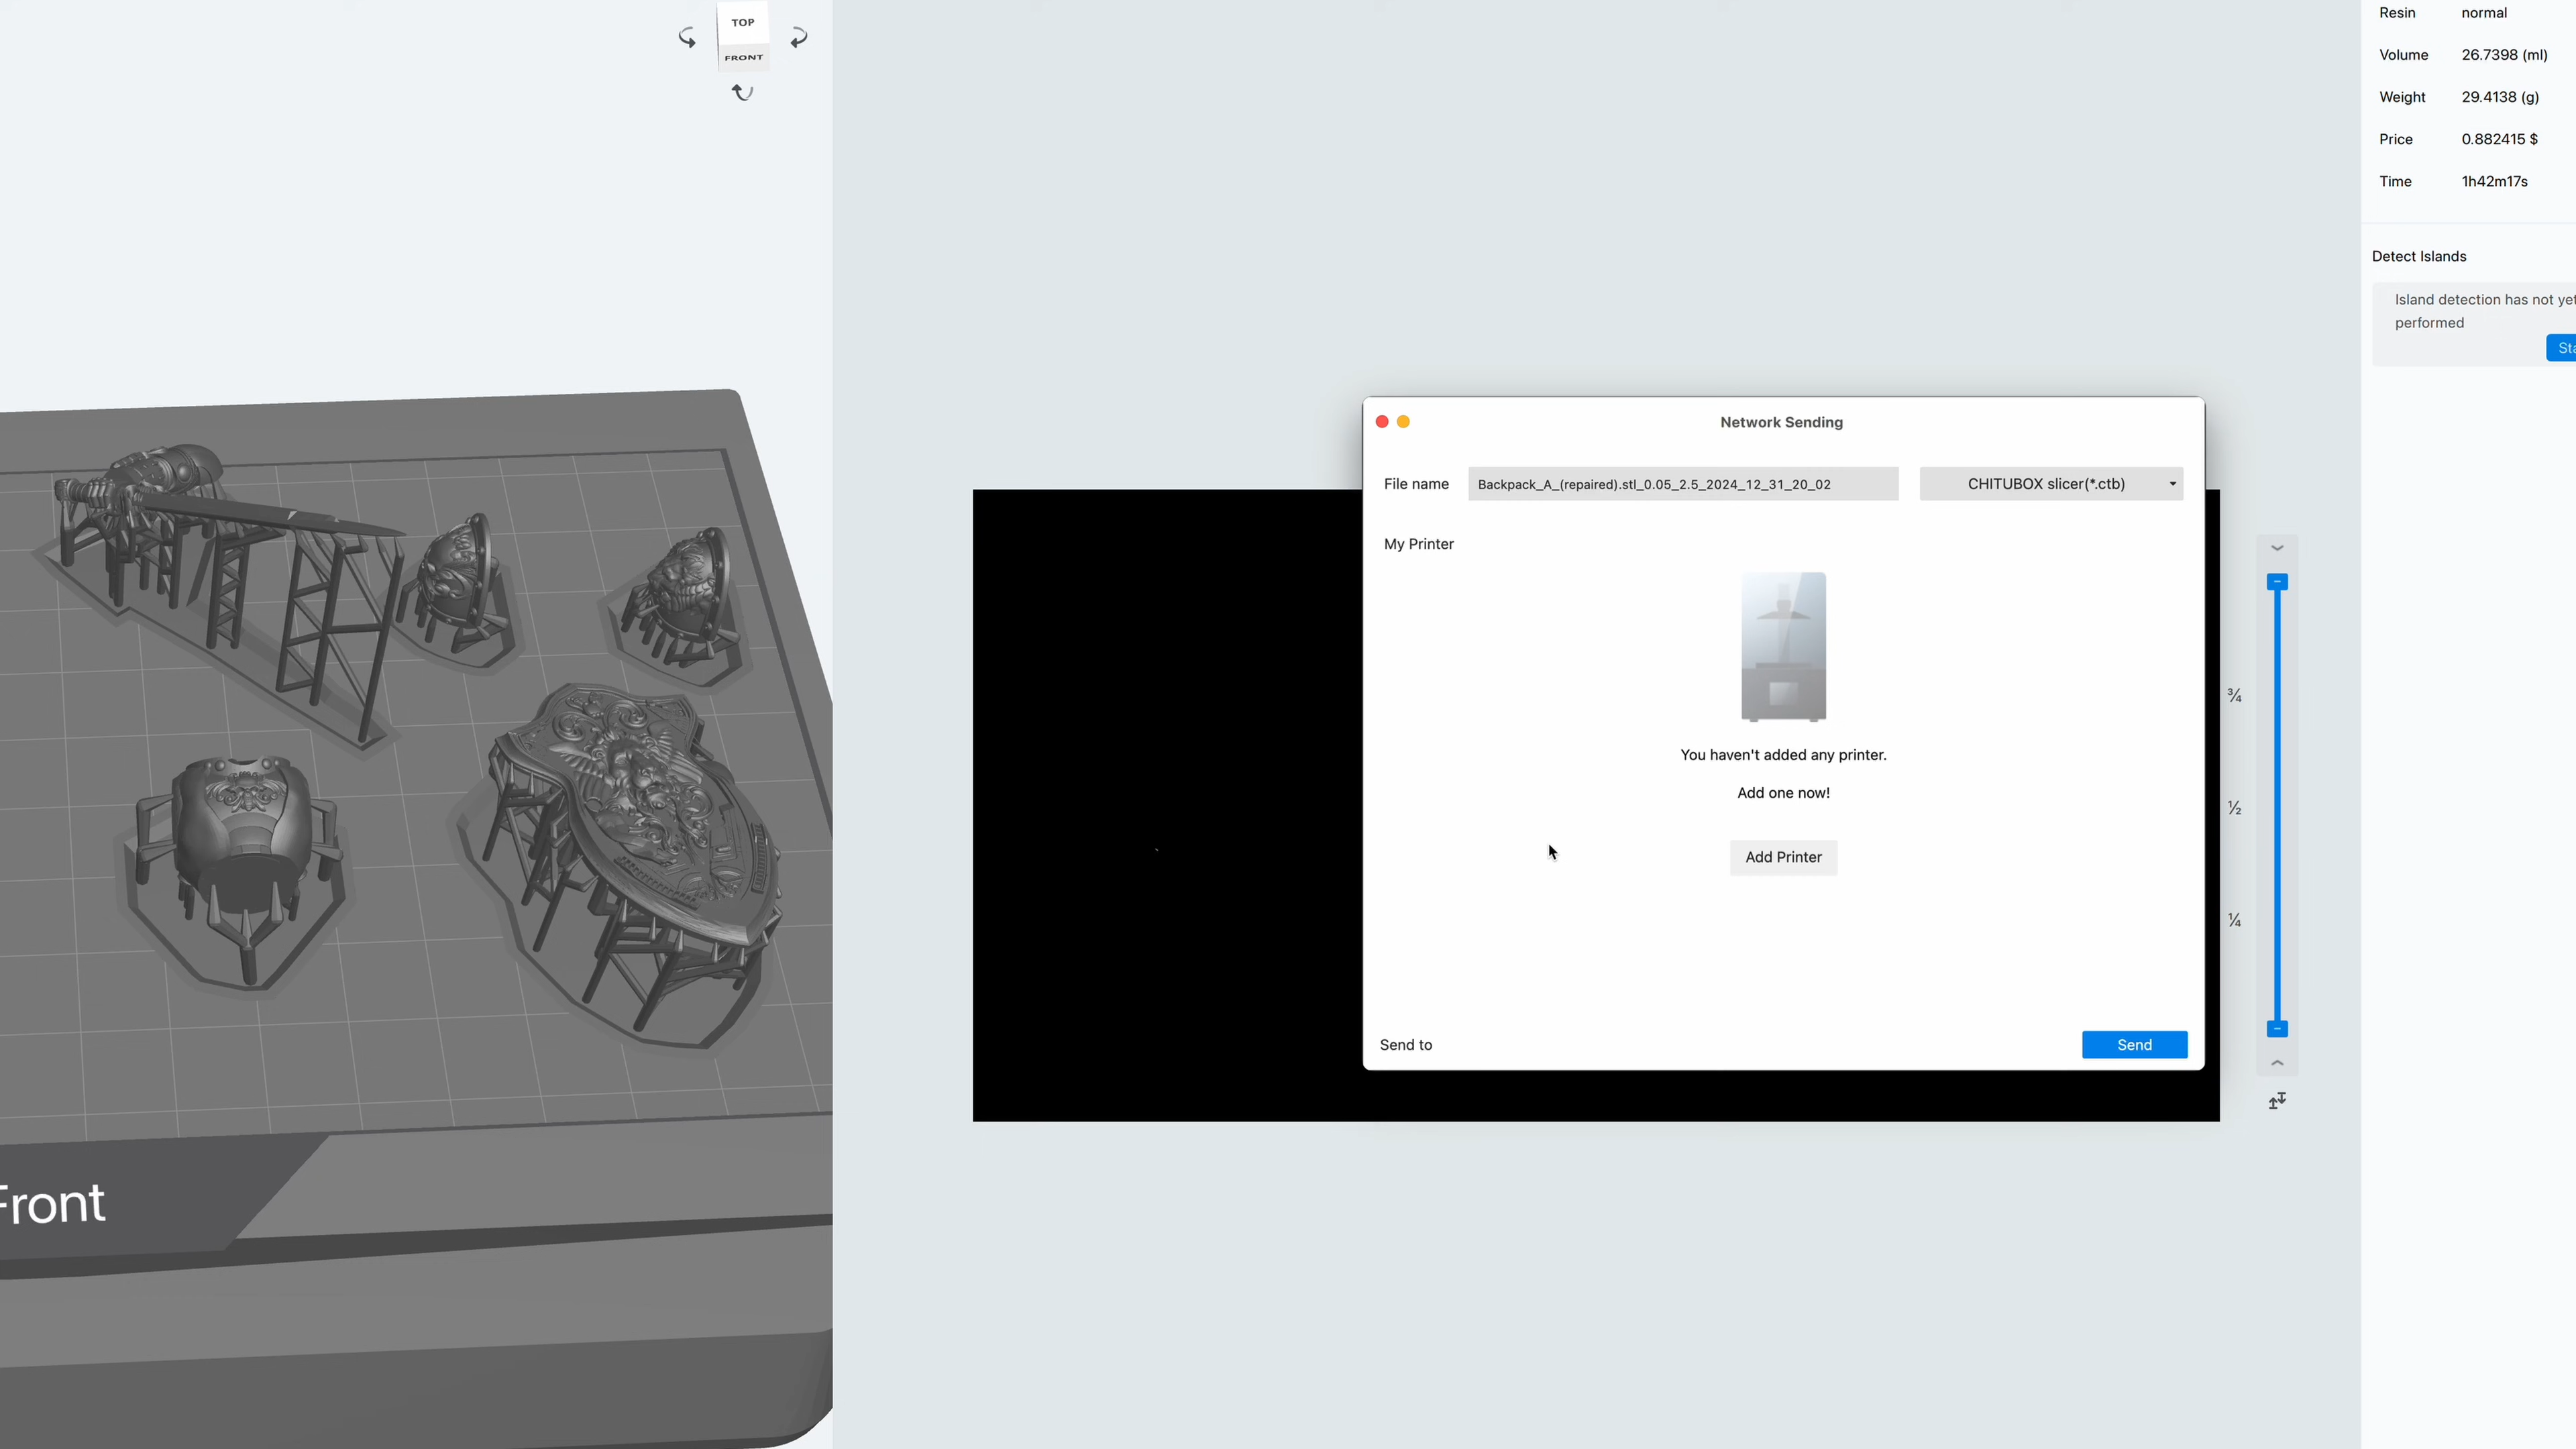 TOP
FRONT
Front
Resin normal
Volume 26.7398 (ml)
Weight 29.4138 (g)
Price 0.882415 $
Time 1h42m17s
Detect Islands
Island detection has not yet
performed
Sta
Network Sending
File name Backpack_A_(repaired).stl_0.05_2.5_2024_12_31_20_02 CHITUBOX slicer(*.ctb)
My Printer
You haven't added any printer.
Add one now!
Add Printer
Send to Send
¾
½
¼